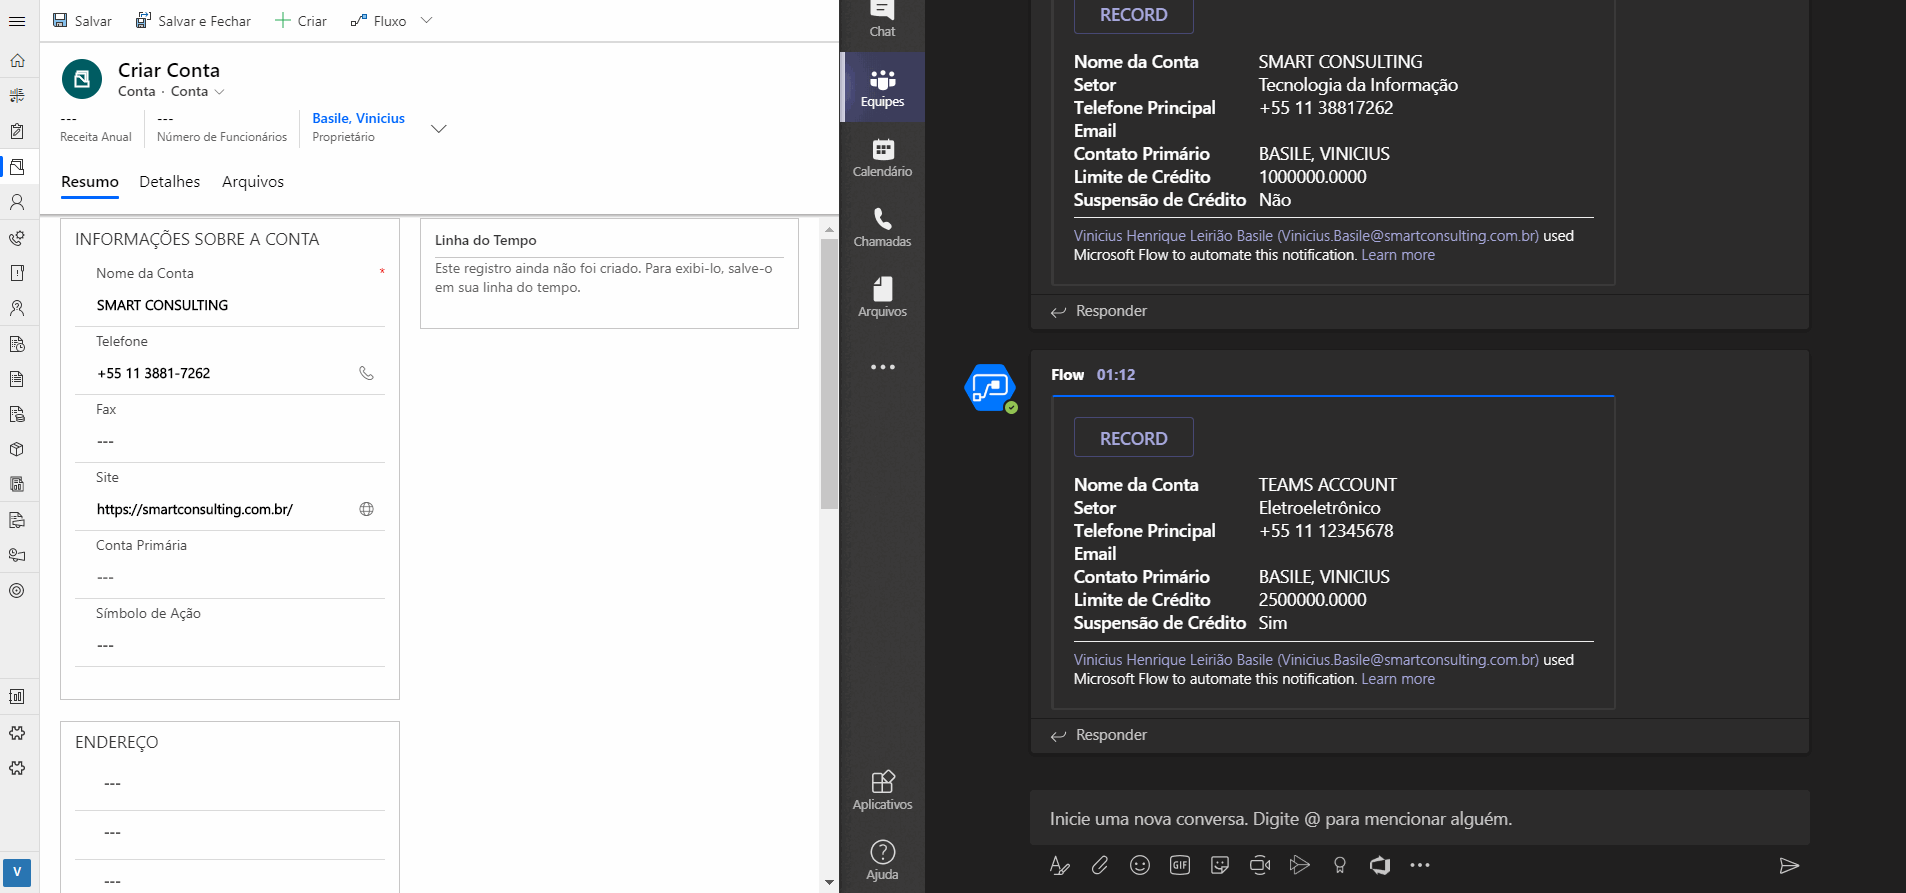 Salvar
Salvar e Fechar
Criar
Fluxo
Criar Conta
Conta · Conta
---
Receita Anual
---
Número de Funcionários
Basile, Vinicius
Proprietário
Resumo
Detalhes
Arquivos
INFORMAÇÕES SOBRE A CONTA
Nome da Conta *
SMART CONSULTING
Telefone
+55 11 3881-7262
Fax
---
Site
https://smartconsulting.com.br/
Conta Primária
---
Símbolo de Ação
---
ENDEREÇO
---
---
---
Linha do Tempo
Este registro ainda não foi criado. Para exibi-lo, salve-o
em sua linha do tempo.
V
Chat
Equipes
Calendário
Chamadas
Arquivos
Aplicativos
Ajuda
RECORD
Nome da Conta SMART CONSULTING
Setor Tecnologia da Informação
Telefone Principal +55 11 38817262
Email
Contato Primário BASILE, VINICIUS
Limite de Crédito 1000000.0000
Suspensão de Crédito Não
Vinicius Henrique Leirião Basile (Vinicius.Basile@smartconsulting.com.br) used
Microsoft Flow to automate this notification. Learn more
Responder
Flow 01:12
RECORD
Nome da Conta TEAMS ACCOUNT
Setor Eletroeletrônico
Telefone Principal +55 11 12345678
Email
Contato Primário BASILE, VINICIUS
Limite de Crédito 2500000.0000
Suspensão de Crédito Sim
Vinicius Henrique Leirião Basile (Vinicius.Basile@smartconsulting.com.br) used
Microsoft Flow to automate this notification. Learn more
Responder
Inicie uma nova conversa. Digite @ para mencionar alguém.
GIF